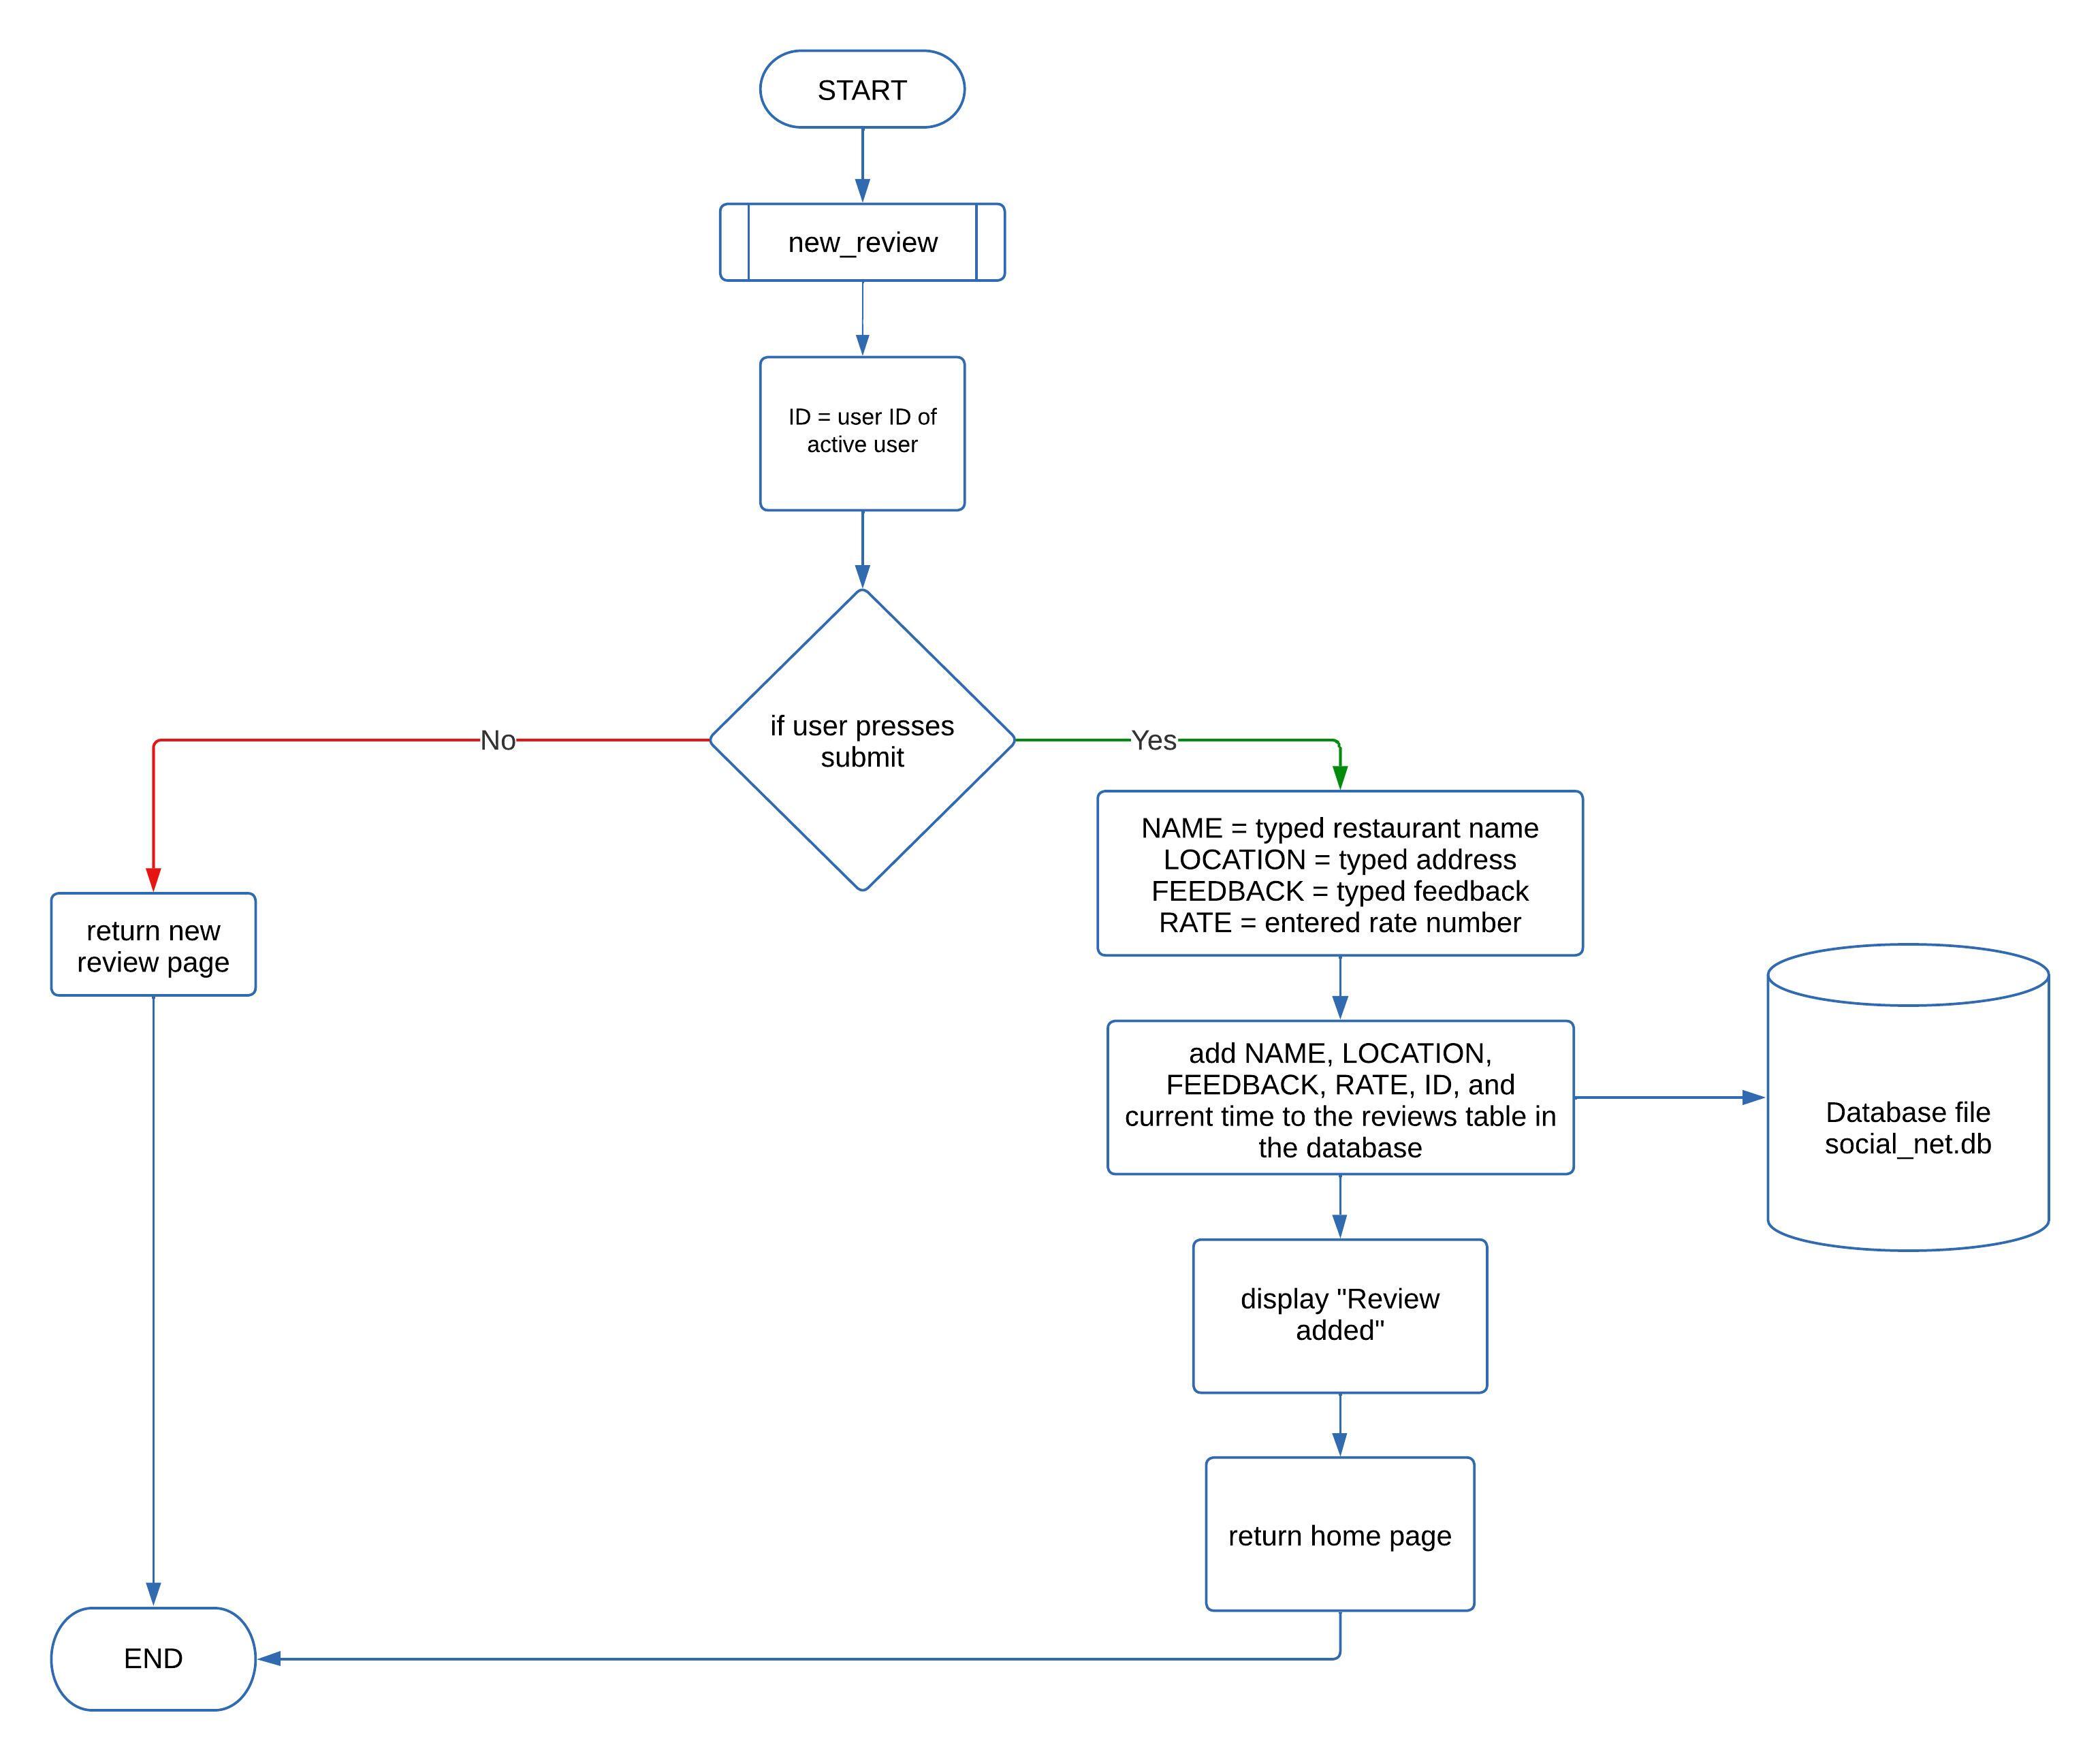 START
new_review
ID = user ID of
active user
if user presses
submit
No
Yes
NAME = typed restaurant name
LOCATION = typed address
FEEDBACK = typed feedback
RATE = entered rate number
return new
review page
add NAME, LOCATION,
FEEDBACK, RATE, ID, and
current time to the reviews table in
the database
Database file
social_net.db
display "Review
added"
return home page
END